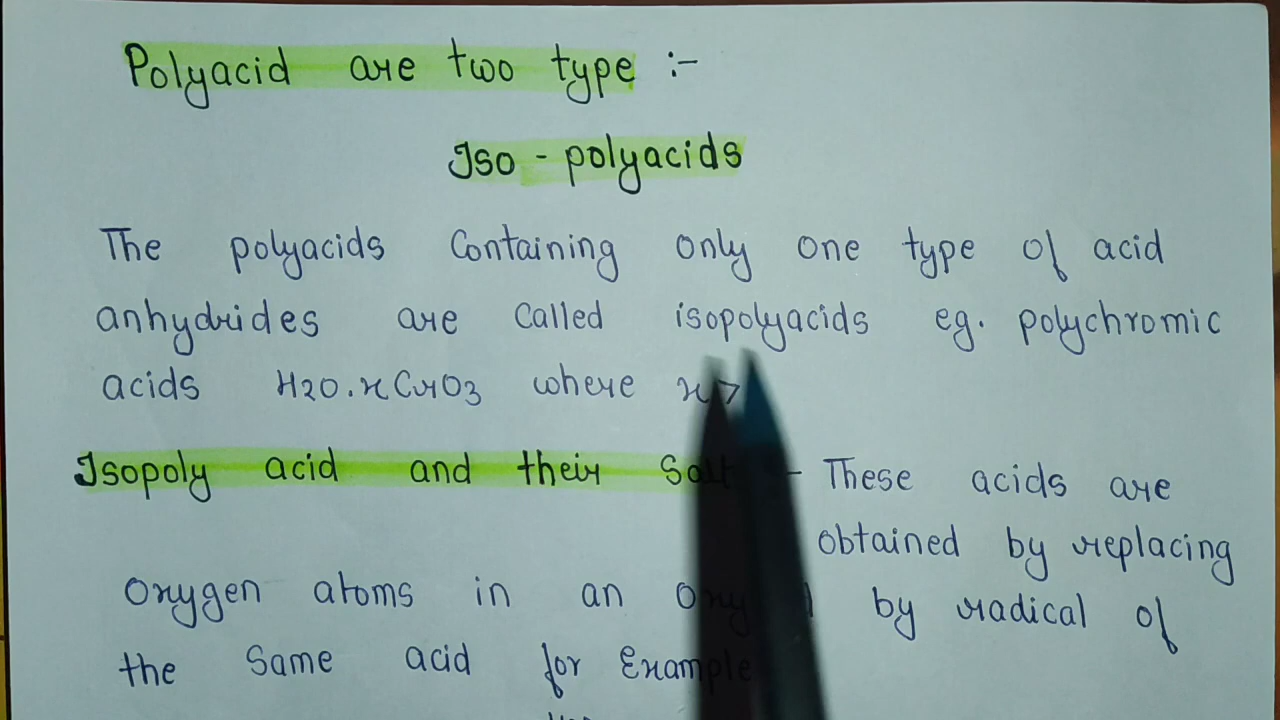 Polyacid are two type :-
Iso - polyacids
The polyacids Containing only one type of acid
anhydrides are Called isopolyacids eg. polychromic
acids H2O.xCrO3 where x>
Isopoly acid and their Salt - These acids are
obtained by replacing
Oxygen atoms in an by radical of
the Same acid for Example